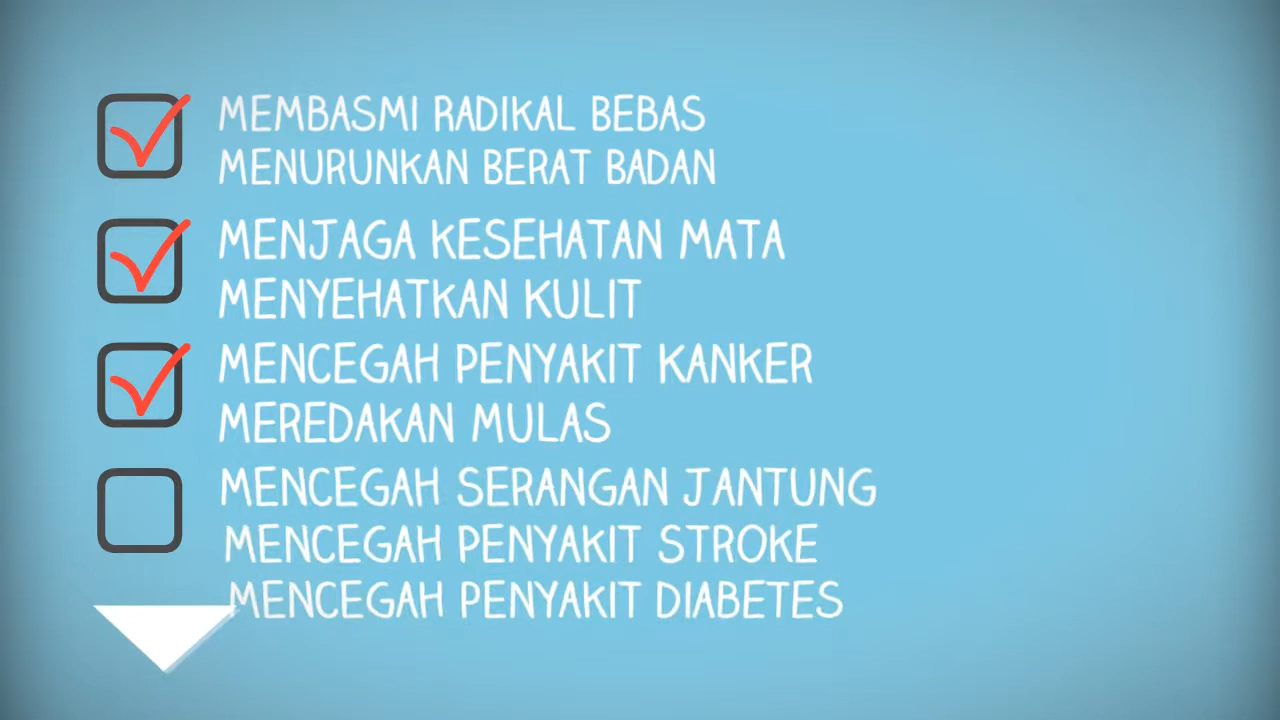 MEMBASMI RADIKAL BEBAS
MENURUNKAN BERAT BADAN
MENJAGA KESEHATAN MATA
MENYEHATKAN KULIT
MENCEGAH PENYAKIT KANKER
MEREDAKAN MULAS
MENCEGAH SERANGAN JANTUNG
MENCEGAH PENYAKIT STROKE
MENCEGAH PENYAKIT DIABETES